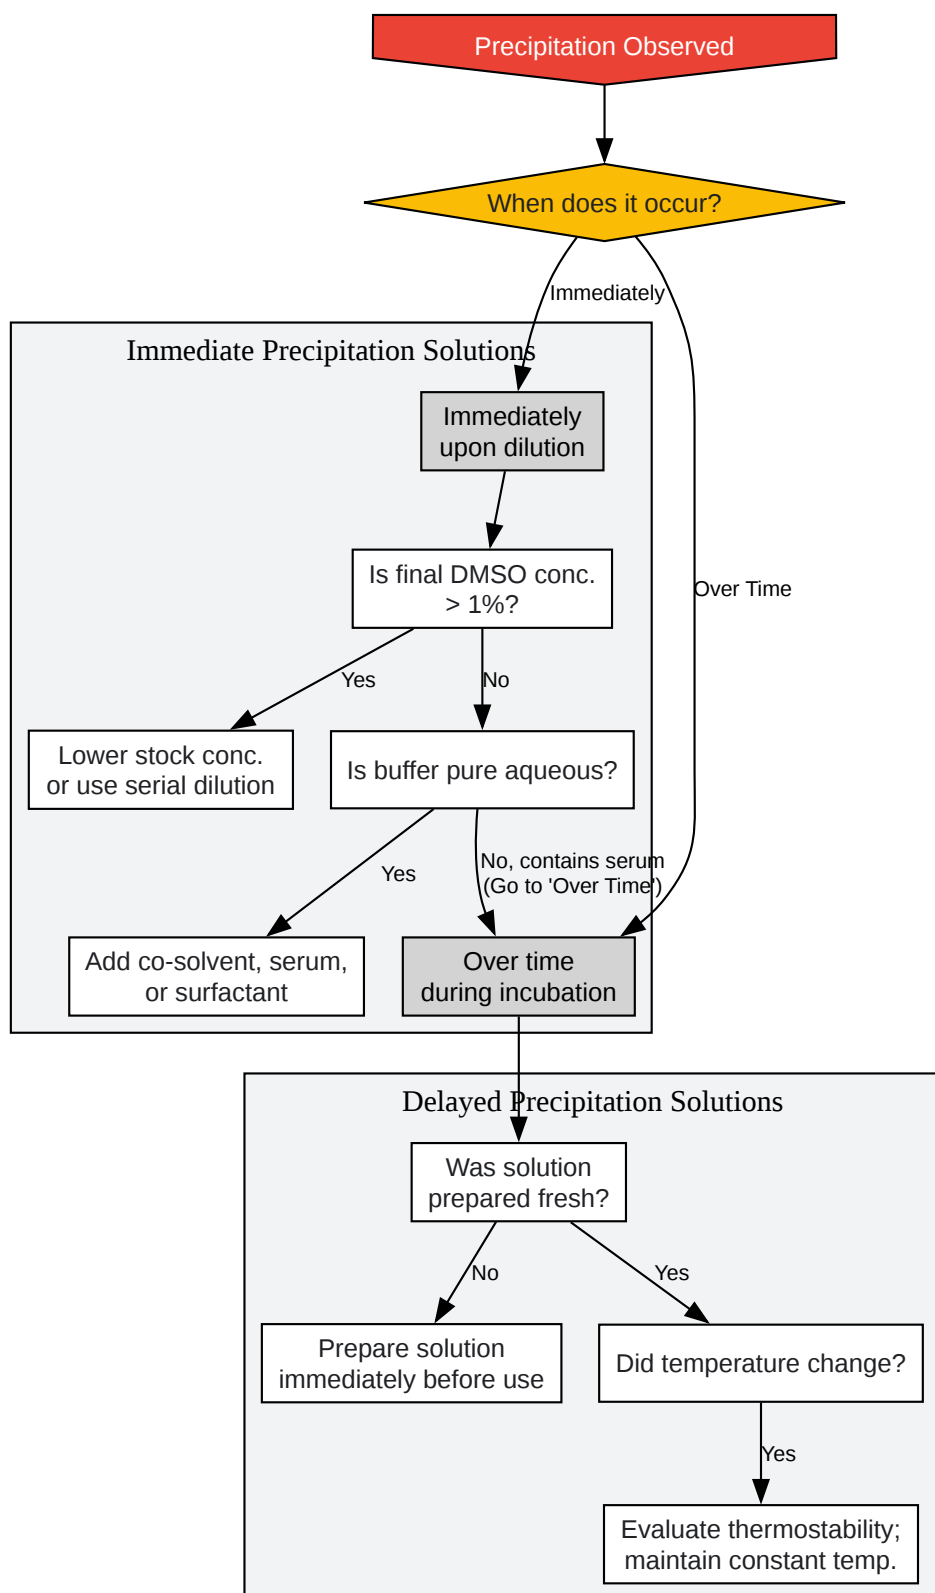 Precipitation Observed
When does it occur?
Immediately
Immediate Precipitation Solutions
Immediately
upon dilution
Is final DMSO conc.
> 1%?
Over Time
Yes
No
Lower stock conc.
or use serial dilution
Is buffer pure aqueous?
Yes
No, contains serum
(Go to 'Over Time')
Add co-solvent, serum,
or surfactant
Over time
during incubation
Delayed Precipitation Solutions
Was solution
prepared fresh?
No
Yes
Prepare solution
immediately before use
Did temperature change?
Yes
Evaluate thermostability;
maintain constant temp.